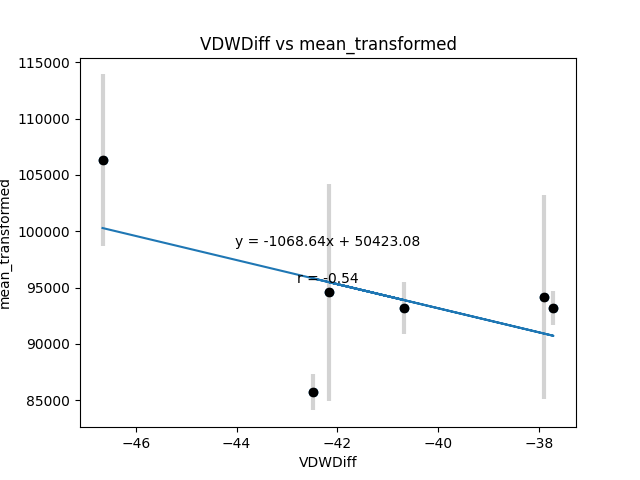 VDWDiff vs mean_transformed
115000
110000
105000
100000
95000
90000
85000
mean_transformed
y = -1068.64x + 50423.08
r = -0.54
−46
−44
−42
−40
−38
VDWDiff